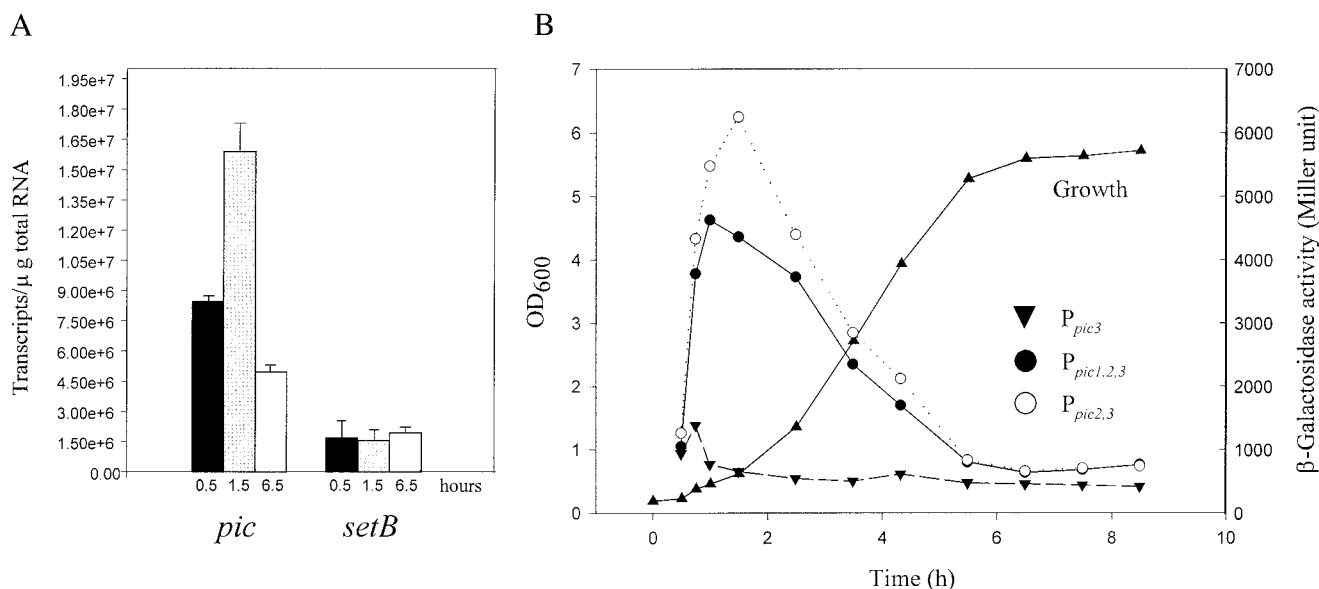 A
Transcripts/μ g total RNA
1.95e+7
1.80e+7
1.65e+7
1.50e+7
1.35e+7
1.20e+7
1.05e+7
9.00e+6
7.50e+6
6.00e+6
4.50e+6
3.00e+6
1.50e+6
0.00
0.5 1.5 6.5 0.5 1.5 6.5 hours
pic setB
B
OD600
7
6
5
4
3
2
1
0
7000
6000
5000
4000
3000
2000
1000
0
β-Galactosidase activity (Miller unit)
Growth
Ppic3
Ppic1,2,3
Ppic2,3
0 2 4 6 8 10
Time (h)